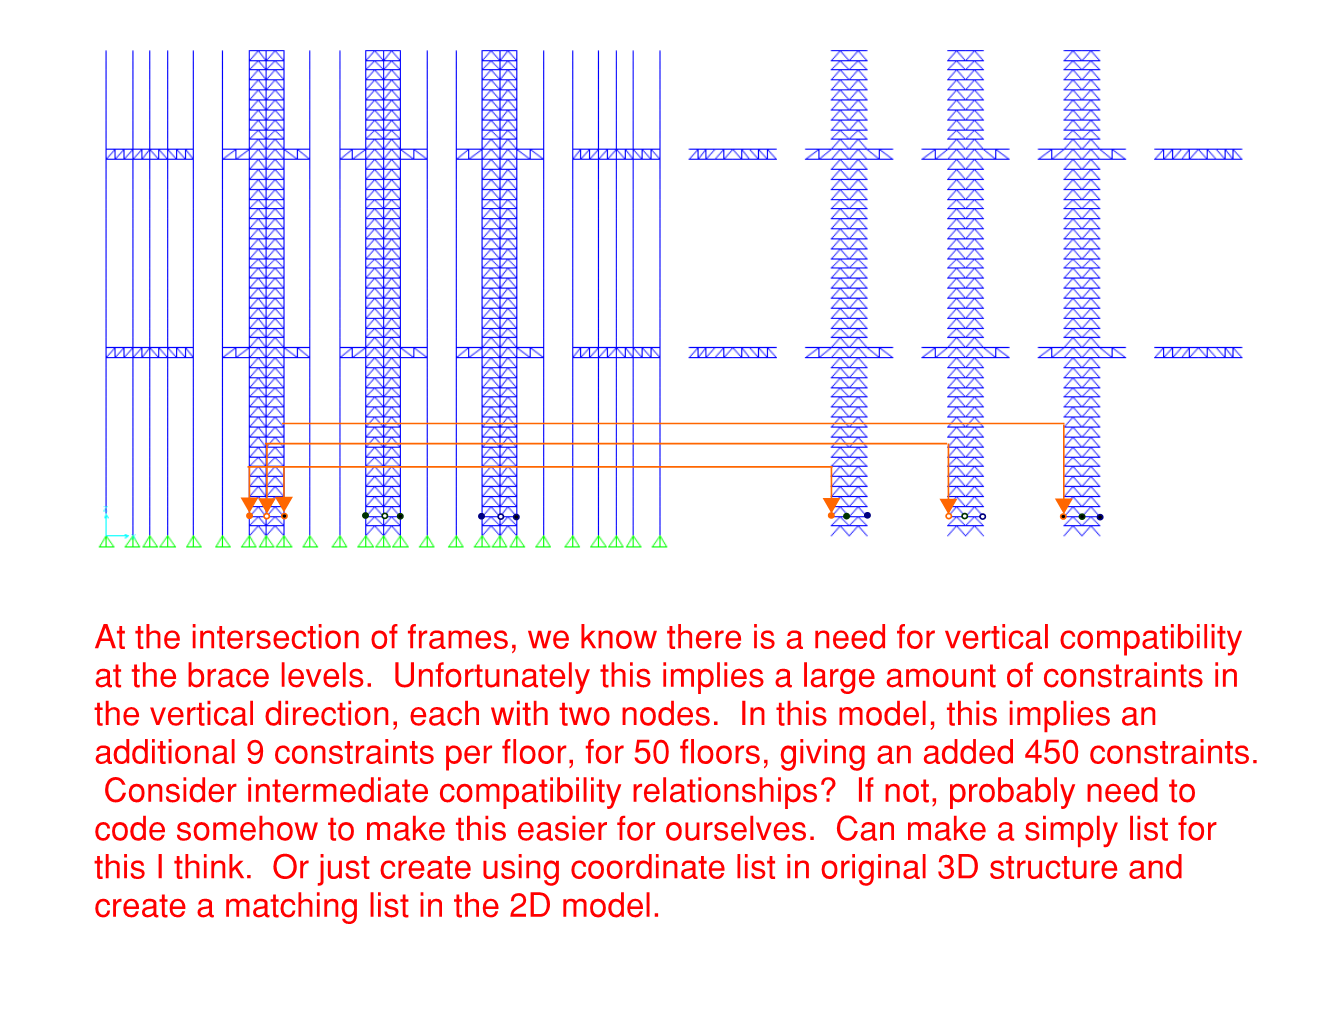 At the intersection of frames, we know there is a need for vertical compatibility
at the brace levels.  Unfortunately this implies a large amount of constraints in
the vertical direction, each with two nodes.  In this model, this implies an
additional 9 constraints per floor, for 50 floors, giving an added 450 constraints.
Consider intermediate compatibility relationships?  If not, probably need to
code somehow to make this easier for ourselves.  Can make a simply list for
this I think.  Or just create using coordinate list in original 3D structure and
create a matching list in the 2D model.